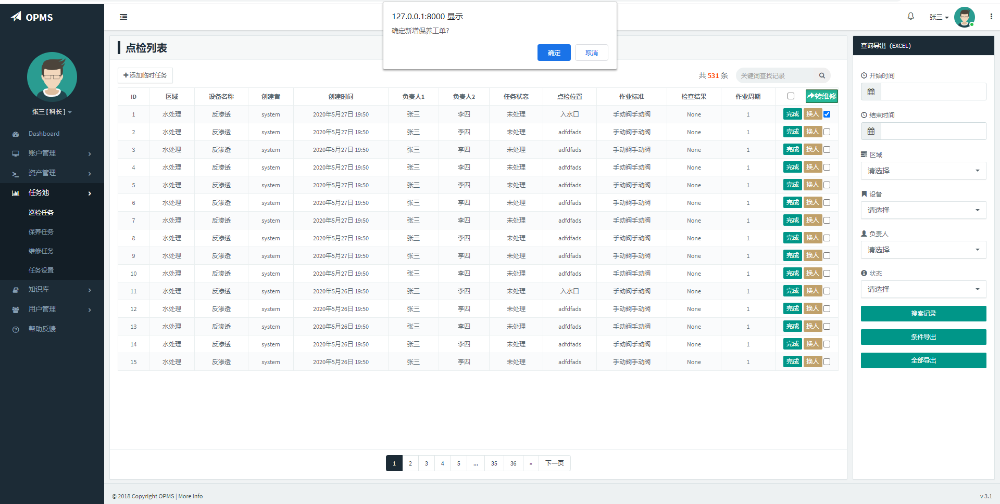 OPMS
127.0.0.1:8000 显示
确定新增保养工单?
确定
取消
张三
张三 [ 科长 ]
Dashboard
账户管理
资产管理
任务池
巡检任务
保养任务
维修任务
任务设置
知识库
用户管理
帮助反馈
点检列表
添加临时任务
共 531 条
关键词查找记录
ID 区域 设备名称 创建者 创建时间 负责人1 负责人2 任务状态 点检位置 作业标准 检查结果 作业周期 转维修
1 水处理 反渗透 system 2020年5月27日 19:50 张三 李四 未处理 入水口 手动阀手动阀 None 1 完成 换人
2 水处理 反渗透 system 2020年5月27日 19:50 张三 李四 未处理 adfdfads 手动阀手动阀 None 1 完成 换人
3 水处理 反渗透 system 2020年5月27日 19:50 张三 李四 未处理 adfdfads 手动阀手动阀 None 1 完成 换人
4 水处理 反渗透 system 2020年5月27日 19:50 张三 李四 未处理 adfdfads 手动阀手动阀 None 1 完成 换人
5 水处理 反渗透 system 2020年5月27日 19:50 张三 李四 未处理 adfdfads 手动阀手动阀 None 1 完成 换人
6 水处理 反渗透 system 2020年5月27日 19:50 张三 李四 未处理 adfdfads 手动阀手动阀 None 1 完成 换人
7 水处理 反渗透 system 2020年5月27日 19:50 张三 李四 未处理 adfdfads 手动阀手动阀 None 1 完成 换人
8 水处理 反渗透 system 2020年5月27日 19:50 张三 李四 未处理 adfdfads 手动阀手动阀 None 1 完成 换人
9 水处理 反渗透 system 2020年5月27日 19:50 张三 李四 未处理 adfdfads 手动阀手动阀 None 1 完成 换人
10 水处理 反渗透 system 2020年5月27日 19:50 张三 李四 未处理 adfdfads 手动阀手动阀 None 1 完成 换人
11 水处理 反渗透 system 2020年5月26日 19:50 张三 李四 未处理 入水口 手动阀手动阀 None 1 完成 换人
12 水处理 反渗透 system 2020年5月26日 19:50 张三 李四 未处理 adfdfads 手动阀手动阀 None 1 完成 换人
13 水处理 反渗透 system 2020年5月26日 19:50 张三 李四 未处理 adfdfads 手动阀手动阀 None 1 完成 换人
14 水处理 反渗透 system 2020年5月26日 19:50 张三 李四 未处理 adfdfads 手动阀手动阀 None 1 完成 换人
15 水处理 反渗透 system 2020年5月26日 19:50 张三 李四 未处理 adfdfads 手动阀手动阀 None 1 完成 换人
1 2 3 4 5 ... 35 36 » 下一页
查询导出（EXCEL）
开始时间
结束时间
区域
请选择
设备
请选择
负责人
请选择
状态
请选择
搜索记录
条件导出
全部导出
© 2018 Copyright OPMS | More info
v 3.1